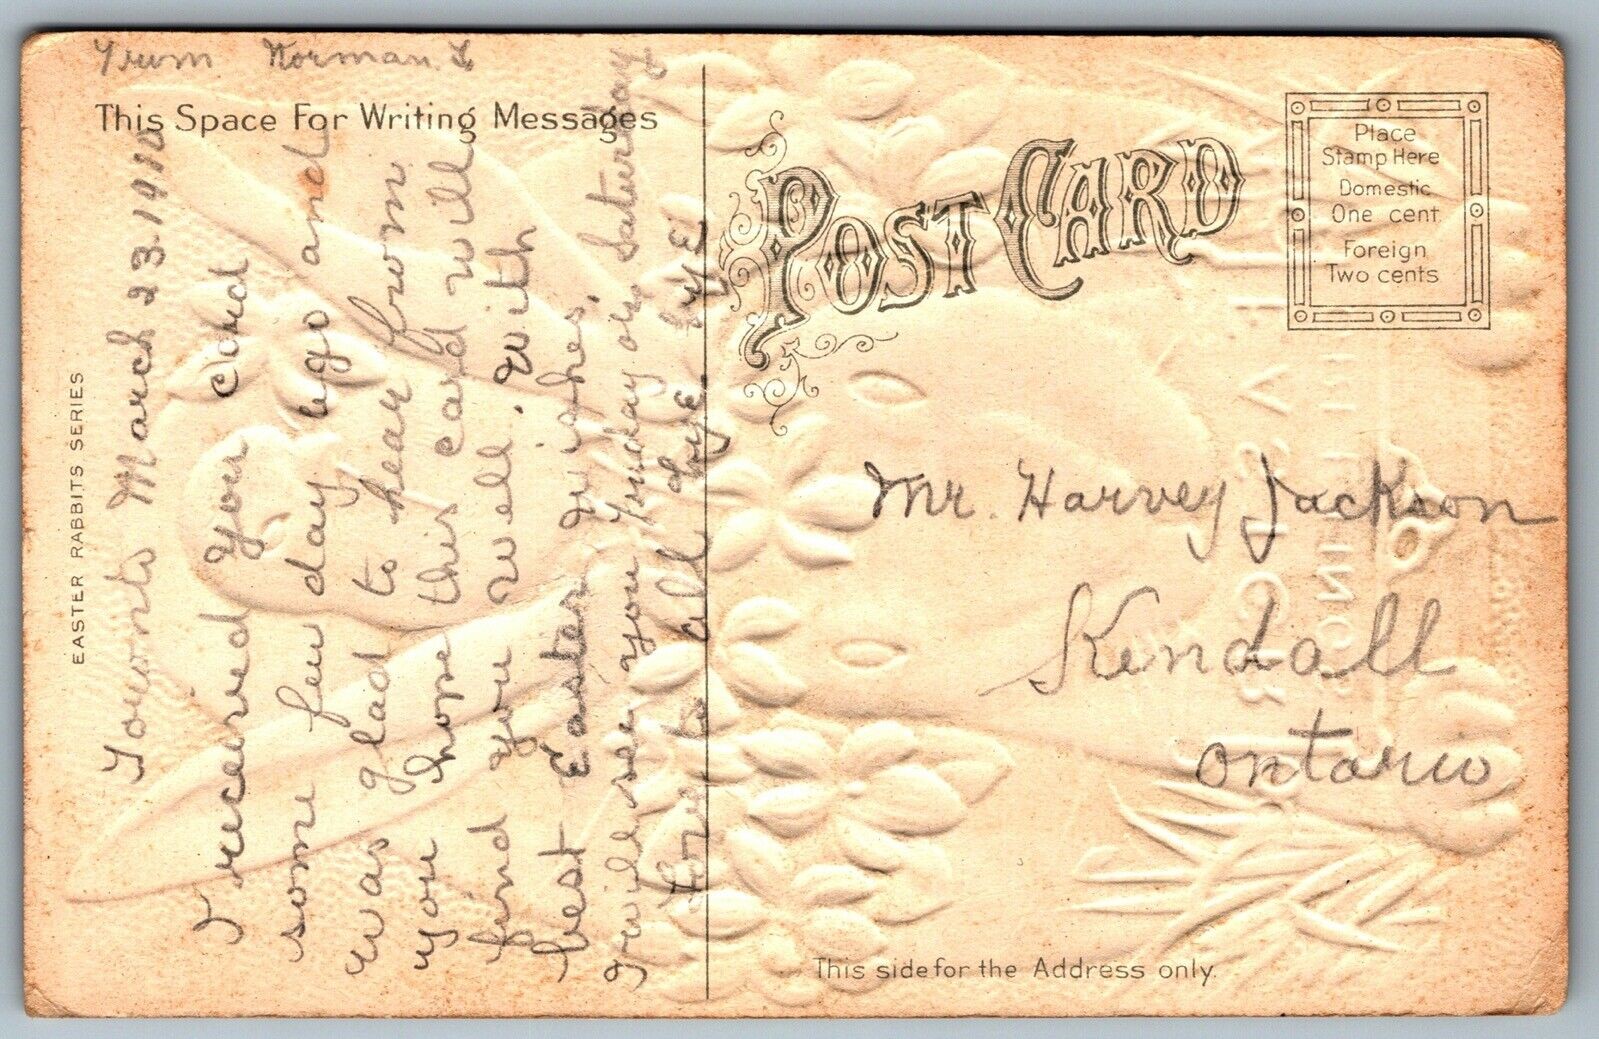 From Norman. L
This Space For Writing Messages
Toronto March 23 1910
I received your card
some few day ago and
was glad to hear from
you hope this card will
find you well. With
best Easter Wishes.
I will see you Friday or Saturday
Love to all
EASTER RABBITS SERIES
POST CARD
Place
Stamp Here
Domestic
One cent
Foreign
Two cents
Mr. Harvey Jackson
Kendall
Ontario
This side for the Address only.